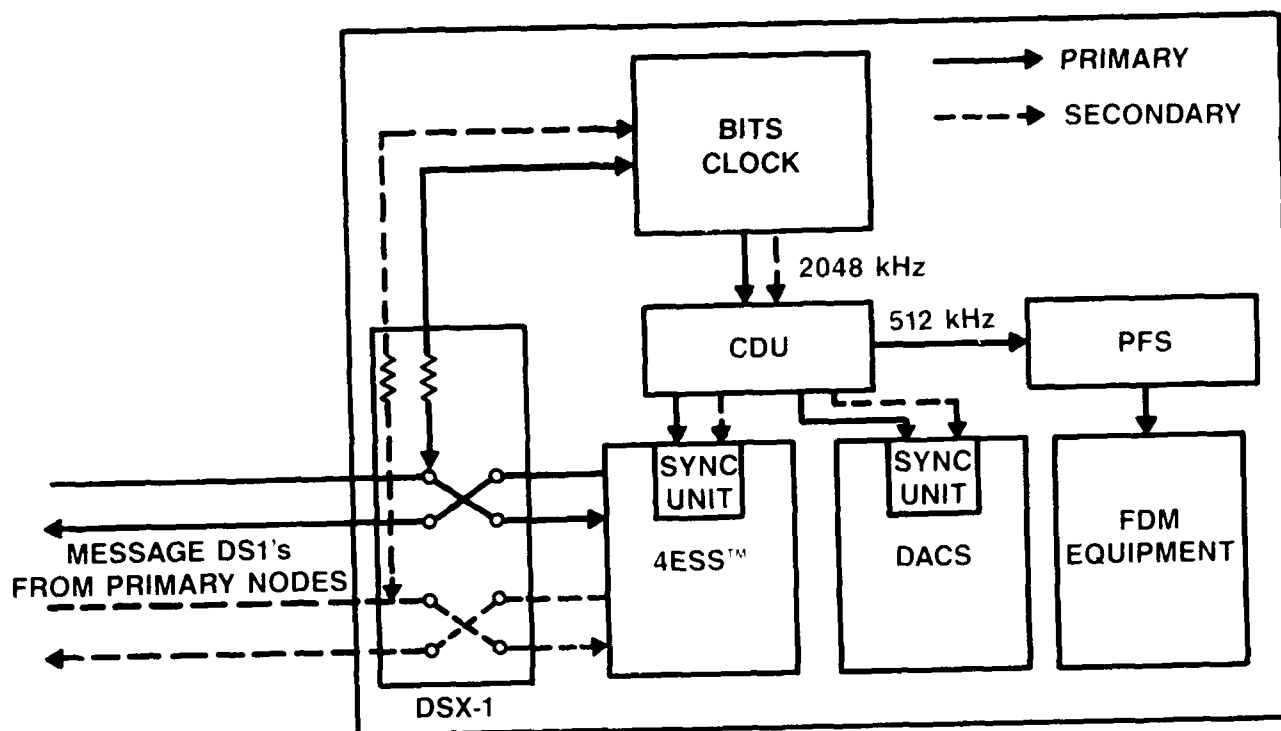 PRIMARY
SECONDARY
BITS
CLOCK
2048 kHz
CDU
512 kHz
PFS
SYNC
UNIT
4ESS™
SYNC
UNIT
DACS
FDM
EQUIPMENT
MESSAGE DS1's
FROM PRIMARY NODES
DSX-1